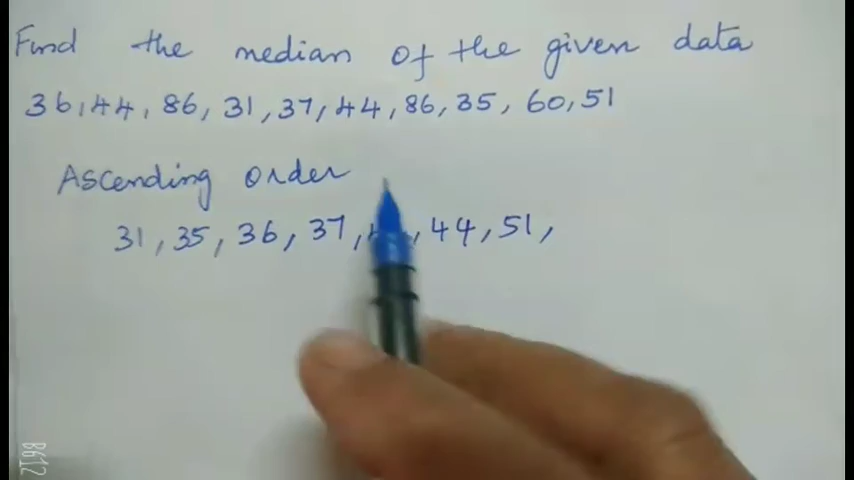 Find the median of the given data
36, 44, 86, 31, 37, 44, 86, 35, 60, 51
Ascending order
31, 35, 36, 37, , 44, 51,
B612